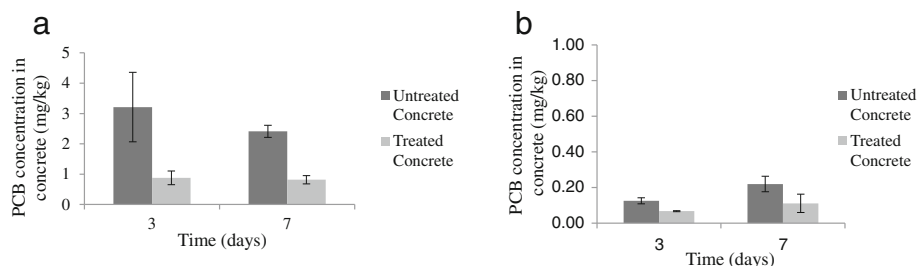 a
PCB concentration in
concrete (mg/kg)
5
4
3
2
1
0
3
7
Time (days)
Untreated
Concrete
Treated
Concrete
b
PCB concentration in
concrete (mg/kg)
1.00
0.80
0.60
0.40
0.20
0.00
3
7
Time (days)
Untreated
Concrete
Treated
Concrete